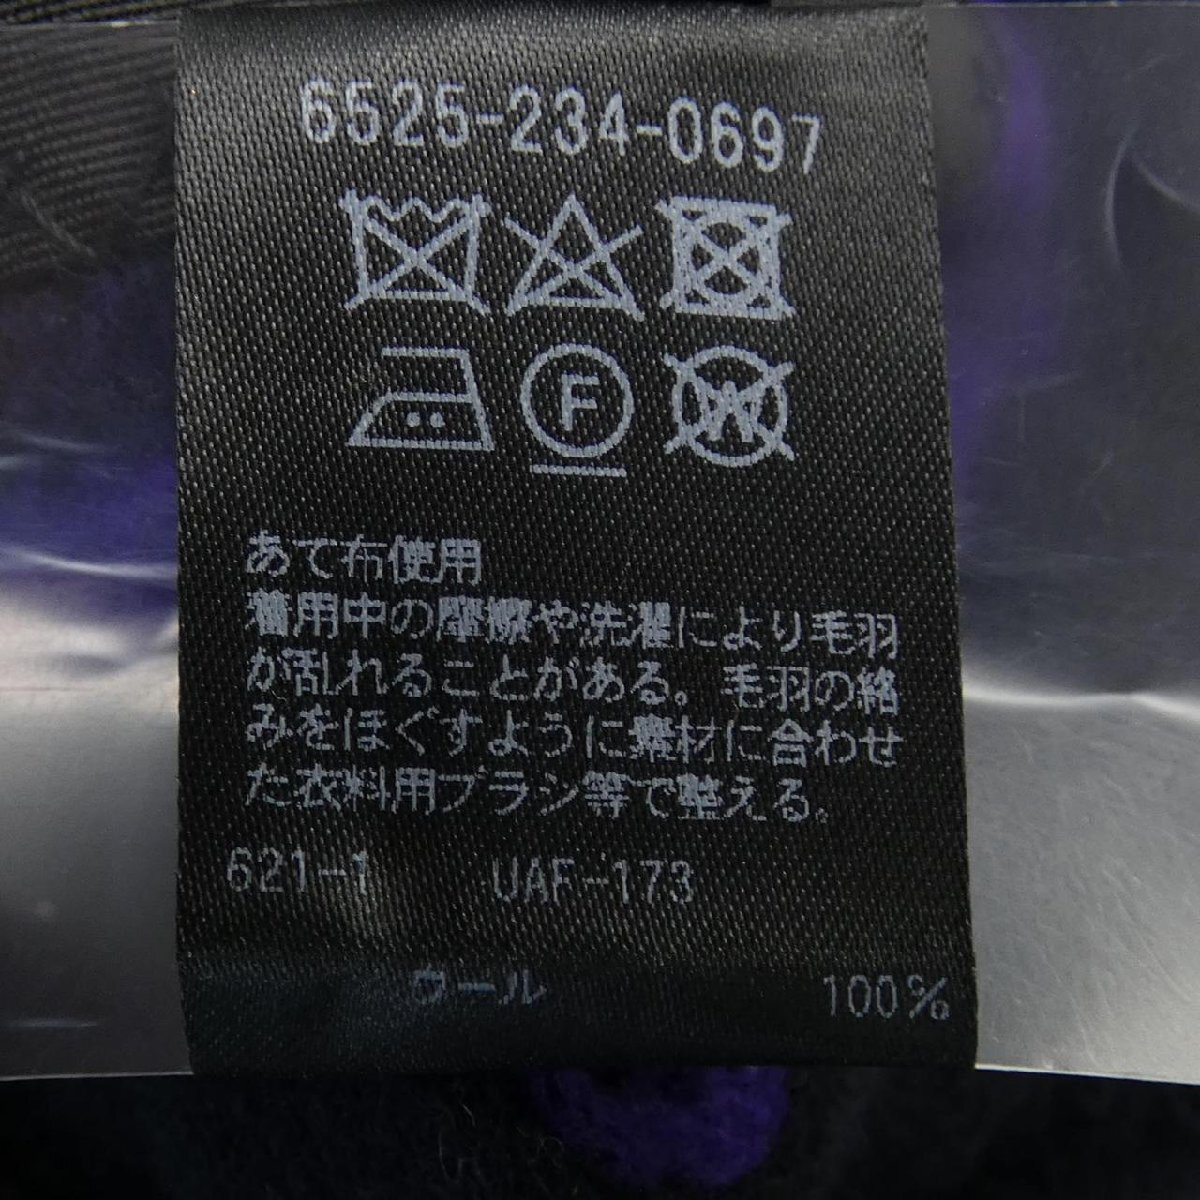 6525-234-0697
F
W
あて布使用
着用中の摩擦や洗濯により毛羽
が乱れることがある。毛羽の絡
みをほぐすように素材に合わせ
た衣料用ブラシ等で整える。
621-1 UAF-173
ウール 100%